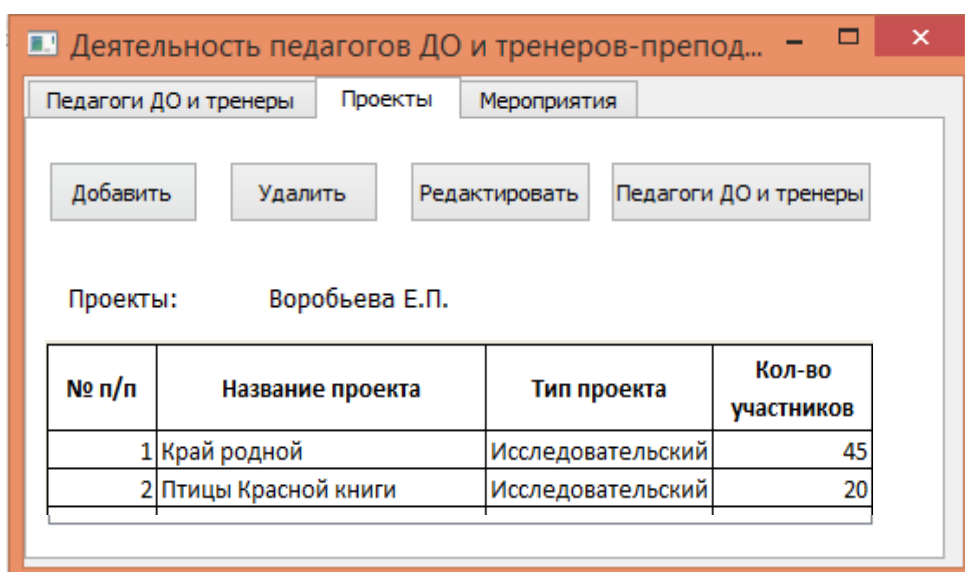 Деятельность педагогов ДО и тренеров-препод...
Педагоги ДО и тренеры Проекты Мероприятия
Добавить Удалить Редактировать Педагоги ДО и тренеры
Проекты: Воробьева Е.П.
№ п/п Название проекта Тип проекта Кол-во участников
1 Край родной Исследовательский 45
2 Птицы Красной книги Исследовательский 20